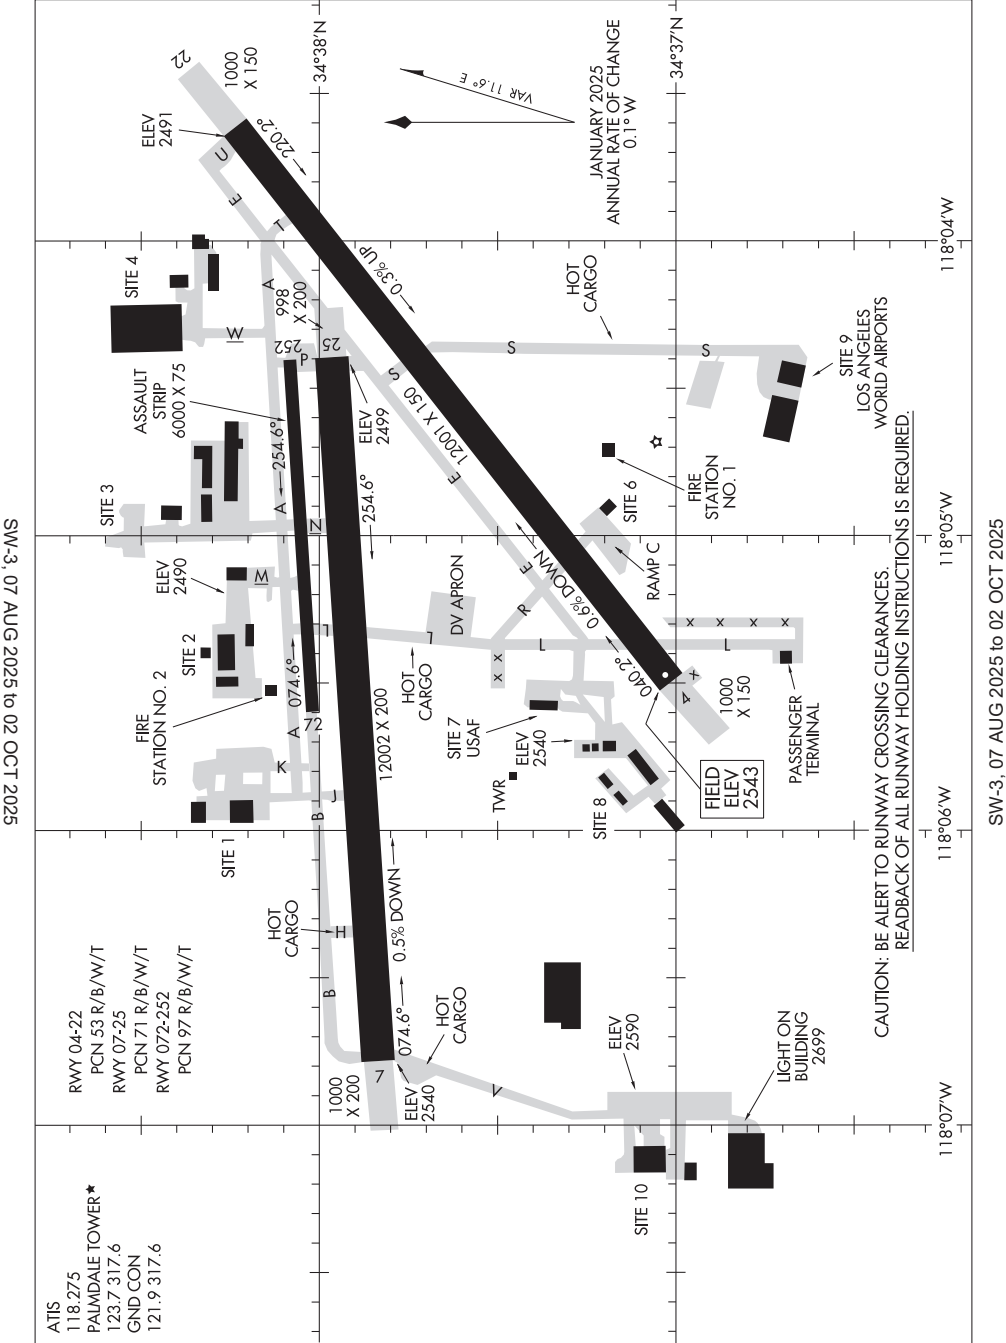 SW-3, 07 AUG 2025 to 02 OCT 2025
ATIS
118.275
PALMDALE TOWER★
123.7 317.6
GND CON
121.9 317.6
RWY 04-22
PCN 53 R/B/W/T
RWY 07-25
PCN 71 R/B/W/T
RWY 072-252
PCN 97 R/B/W/T
34°38'N
34°37'N
VAR 11.6° E
JANUARY 2025
ANNUAL RATE OF CHANGE
0.1° W
22
1000
X 150
ELEV
2491
220.2°
U
E
T
SITE 4
A
W
998
X 200
0.3% UP
HOT
CARGO
118°04'W
ASSAULT
STRIP
6000 X 75
252
P
25
ELEV
2499
S
S
S
SITE 9
LOS ANGELES
WORLD AIRPORTS
12001 X 150
E
SITE 3
254.6°
A
N
254.6°
FIRE
STATION NO. 1
SITE 6
118°05'W
ELEV
2490
M
SITE 2
FIRE
STATION NO. 2
074.6°
A
72
L
L
HOT
CARGO
DV APRON
R
E
0.6% DOWN
RAMP C
L
L
x x
x x x x
040.2°
4
x
1000
X 150
PASSENGER
TERMINAL
SITE 7
USAF
ELEV
2540
TWR
SITE 8
FIELD
ELEV
2543
K
J
B
SITE 1
12002 X 200
118°06'W
HOT
CARGO
H
B
0.5% DOWN
074.6°
7
1000
X 200
ELEV
2540
HOT
CARGO
V
ELEV
2590
SITE 10
LIGHT ON
BUILDING
2699
118°07'W
CAUTION: BE ALERT TO RUNWAY CROSSING CLEARANCES.
READBACK OF ALL RUNWAY HOLDING INSTRUCTIONS IS REQUIRED.
SW-3, 07 AUG 2025 to 02 OCT 2025